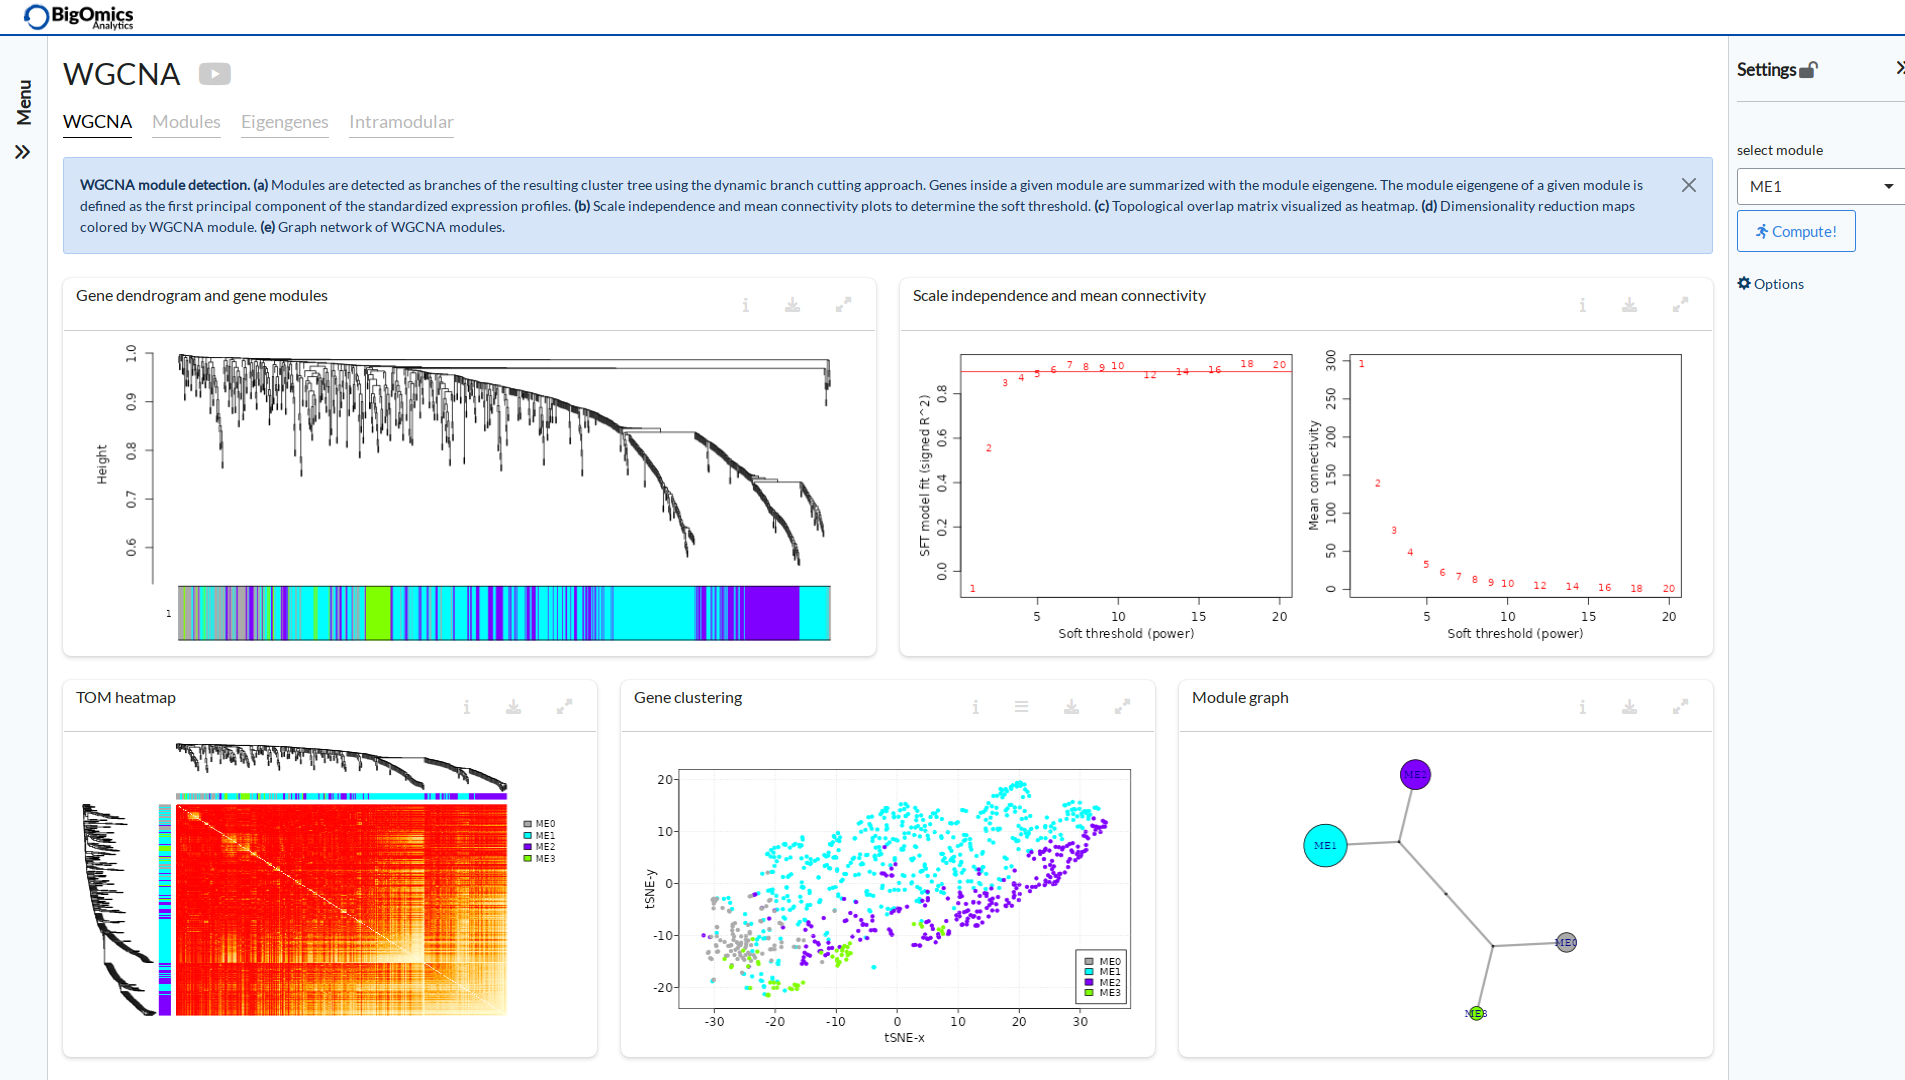 BigOmics
Analytics
Menu
WGCNA
WGCNA Modules Eigengenes Intramodular
WGCNA module detection. (a) Modules are detected as branches of the resulting cluster tree using the dynamic branch cutting approach. Genes inside a given module are summarized with the module eigengene. The module eigengene of a given module is
defined as the first principal component of the standardized expression profiles. (b) Scale independence and mean connectivity plots to determine the soft threshold. (c) Topological overlap matrix visualized as heatmap. (d) Dimensionality reduction maps
colored by WGCNA module. (e) Graph network of WGCNA modules.
Settings
select module
ME1
Compute!
Options
Gene dendrogram and gene modules
Height
1.0
0.9
0.8
0.7
0.6
1
Scale independence and mean connectivity
SFT model fit (signed R^2)
0.8
0.6
0.4
0.2
0.0
1 2 3 4 5 6 7 8 9 10 12 14 16 18 20
5 10 15 20
Soft threshold (power)
Mean connectivity
300
250
200
150
100
50
0
1 2 3 4 5 6 7 8 9 10 12 14 16 18 20
5 10 15 20
Soft threshold (power)
TOM heatmap
ME0
ME1
ME2
ME3
Gene clustering
tSNE-y
20
10
0
-10
-20
ME0
ME1
ME2
ME3
-30 -20 -10 0 10 20 30
tSNE-x
Module graph
ME2
ME1
ME0
ME3